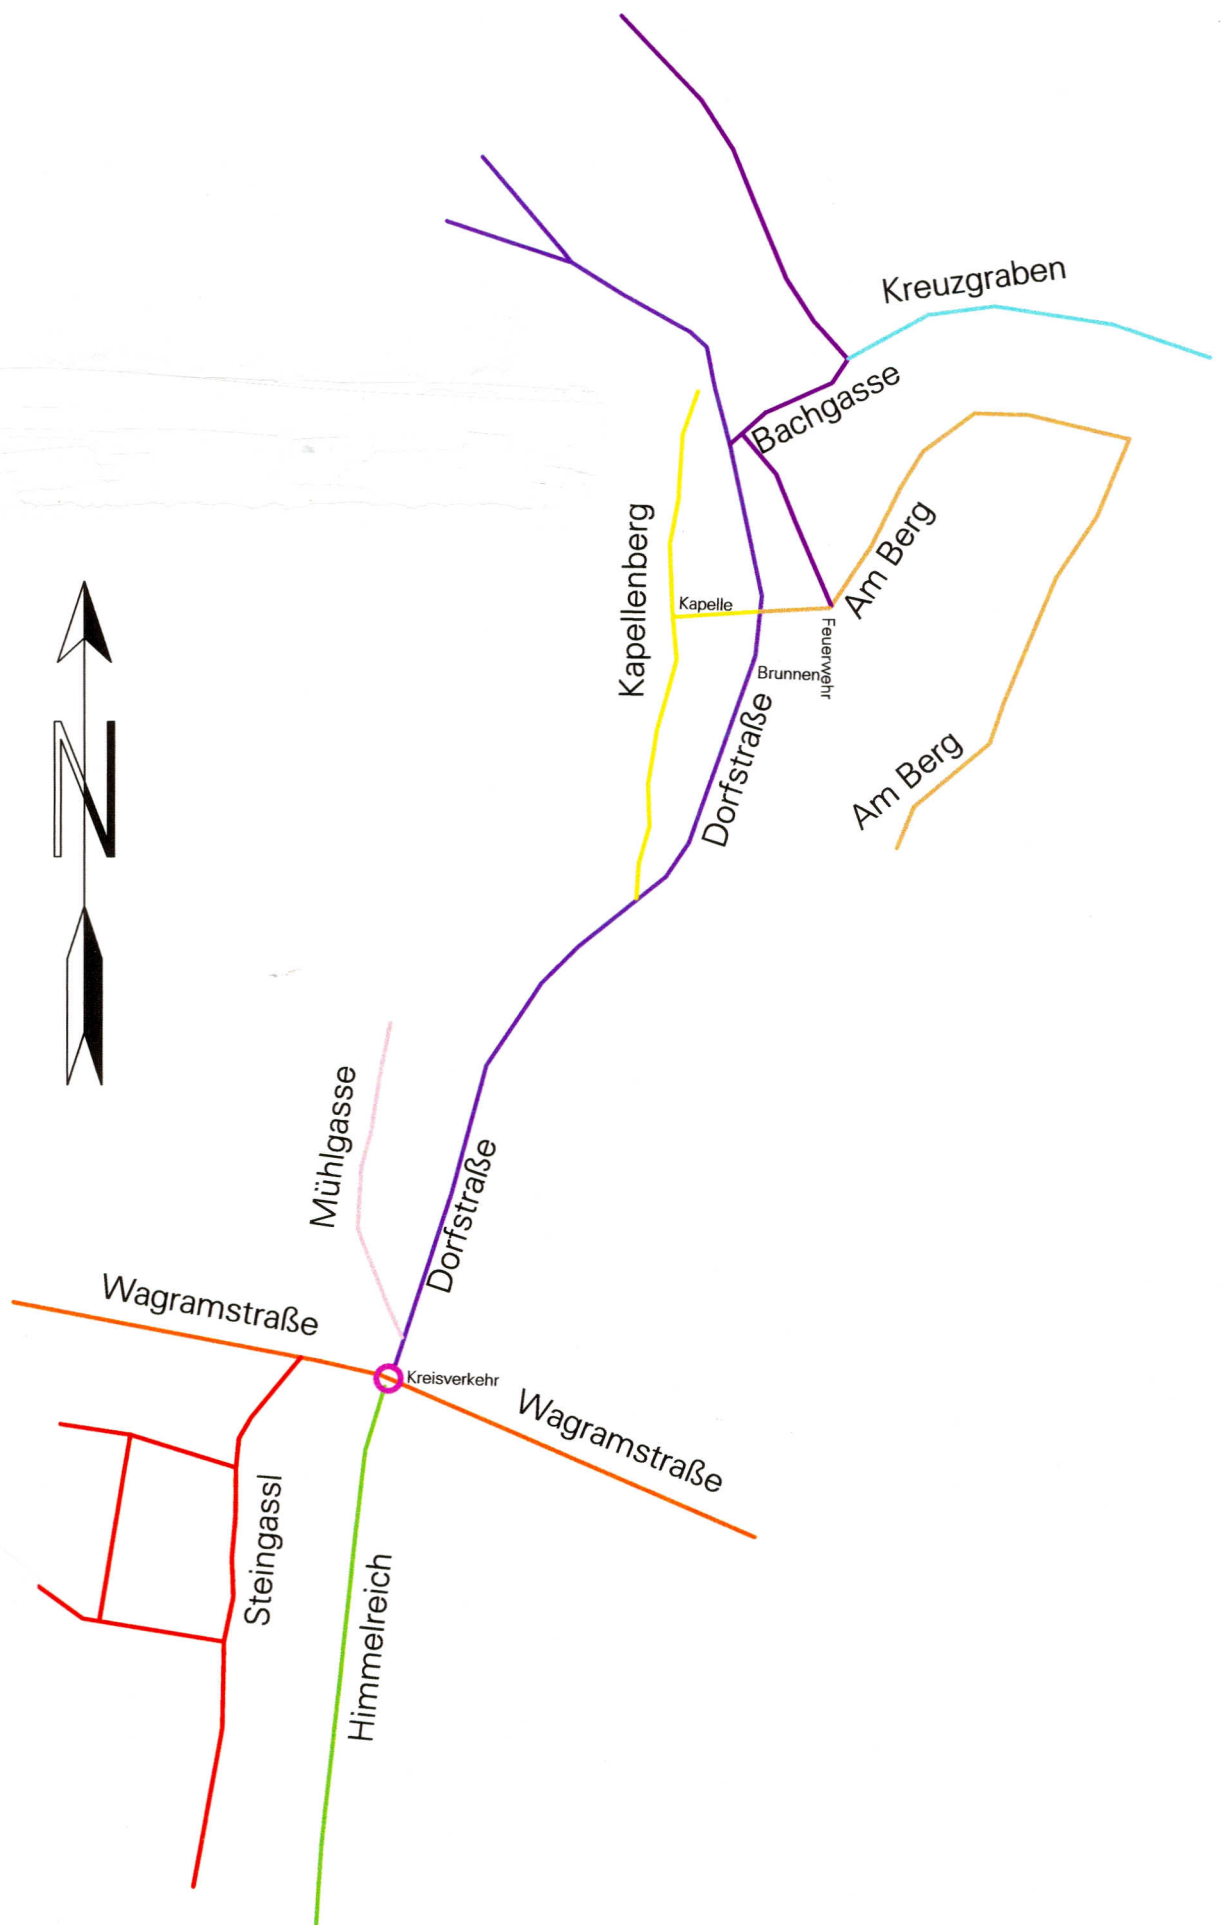 Kreuzgraben
Bachgasse
Kapellenberg
Am Berg
Kapelle
Feuerwehr
Brunnen
Dorfstraße
Am Berg
N
Mühlgasse
Dorfstraße
Wagramstraße
Kreisverkehr
Wagramstraße
Steingassl
Himmelreich